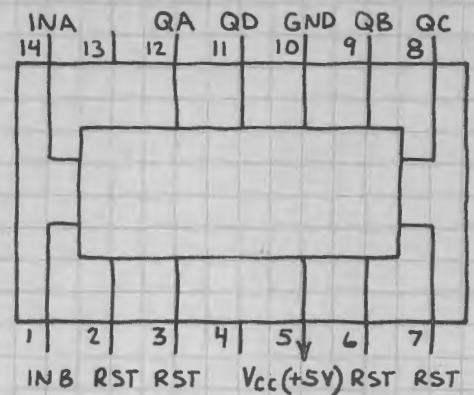 INA QA QD GND QB QC
14 13 12 11 10 9 8
1 2 3 4 5 6 7
INB RST RST Vcc (+5V) RST RST